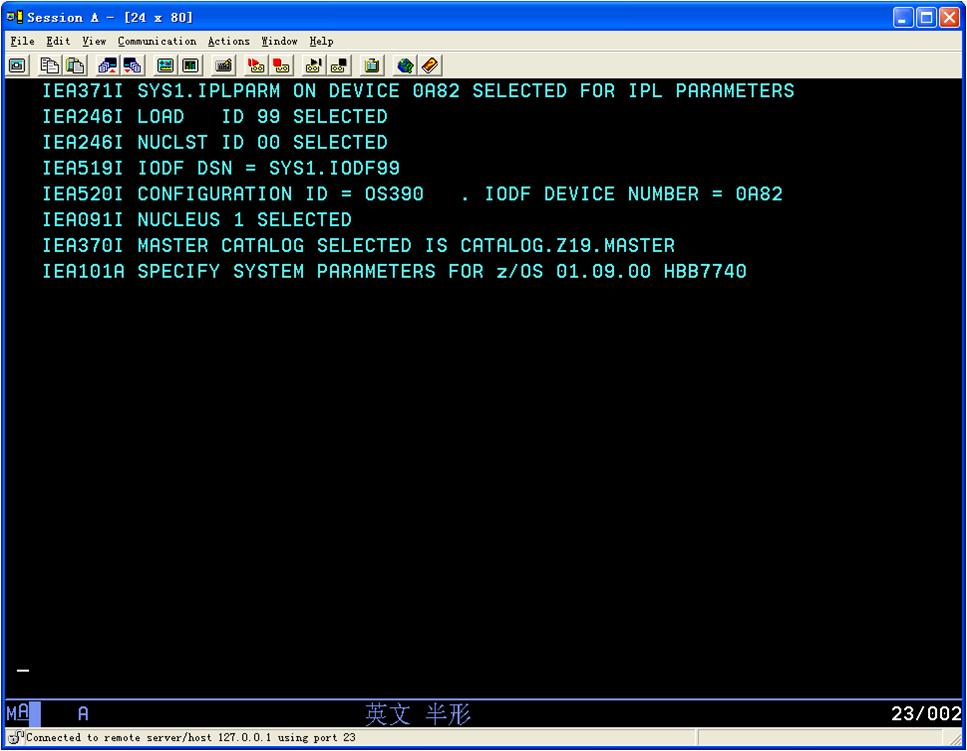 Session A - [24 x 80]
File Edit View Communication Actions Window Help
IEA371I SYS1.IPLPARM ON DEVICE 0A82 SELECTED FOR IPL PARAMETERS
IEA246I LOAD   ID 99 SELECTED
IEA246I NUCLST ID 00 SELECTED
IEA519I IODF DSN = SYS1.IODF99
IEA520I CONFIGURATION ID = OS390   . IODF DEVICE NUMBER = 0A82
IEA091I NUCLEUS 1 SELECTED
IEA370I MASTER CATALOG SELECTED IS CATALOG.Z19.MASTER
IEA101A SPECIFY SYSTEM PARAMETERS FOR z/OS 01.09.00 HBB7740
MA A 英文 半形 23/002
Connected to remote server/host 127.0.0.1 using port 23